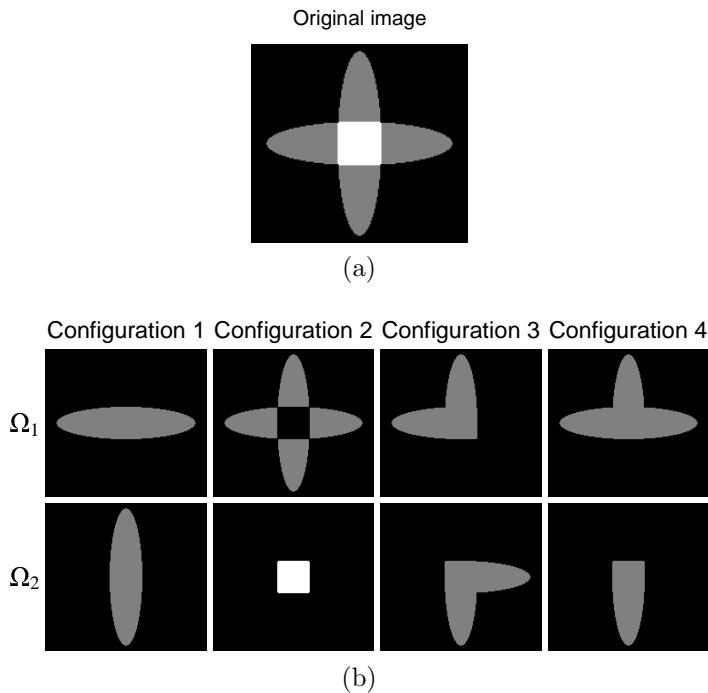 Original image
(a)
Configuration 1 Configuration 2 Configuration 3 Configuration 4
Ω₁
Ω₂
(b)